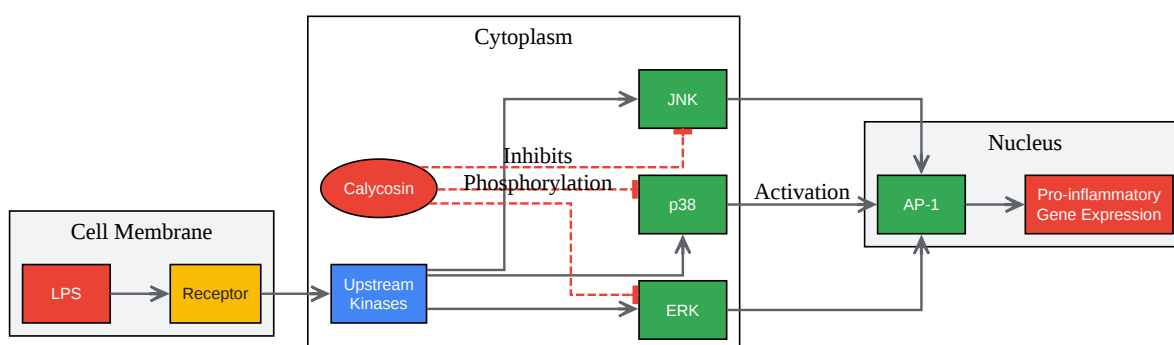 Cytoplasm
JNK
Nucleus
Inhibits
Phosphorylation
Calycosin
p38
Activation
AP-1
Pro-inflammatory
Gene Expression
Cell Membrane
LPS
Receptor
Upstream
Kinases
ERK